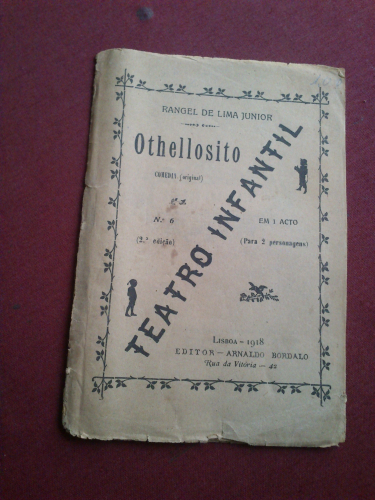 RANGEL DE LIMA JUNIOR
Othellosito
COMEDIA (original)
N.º 6
EM 1 ACTO
(2.ª edição)
(Para 2 personagens)
TEATRO INFANTIL
LISBOA — 1918
EDITOR — ARNALDO BORDALO
Rua da Vitória — 42